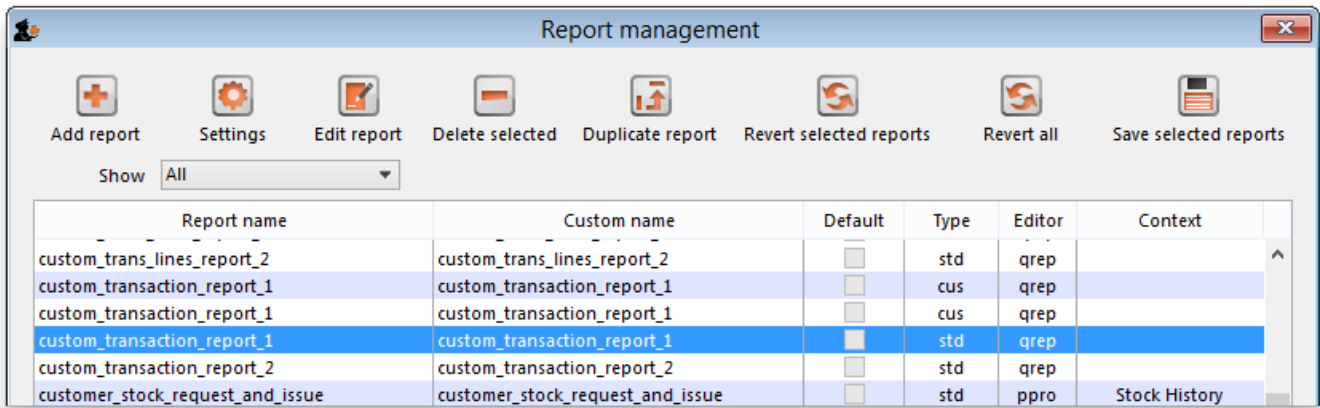 Report management
Add report Settings Edit report Delete selected Duplicate report Revert selected reports Revert all Save selected reports
Show All
Report name Custom name Default Type Editor Context
custom_trans_lines_report_2 custom_trans_lines_report_2 std qrep
custom_transaction_report_1 custom_transaction_report_1 cus qrep
custom_transaction_report_1 custom_transaction_report_1 cus qrep
custom_transaction_report_1 custom_transaction_report_1 std qrep
custom_transaction_report_2 custom_transaction_report_2 std qrep
customer_stock_request_and_issue customer_stock_request_and_issue std ppro Stock History